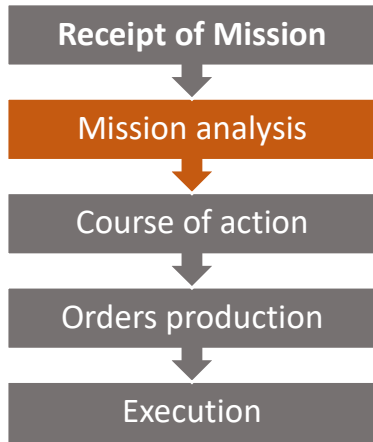 Receipt of Mission
Mission analysis
Course of action
Orders production
Execution